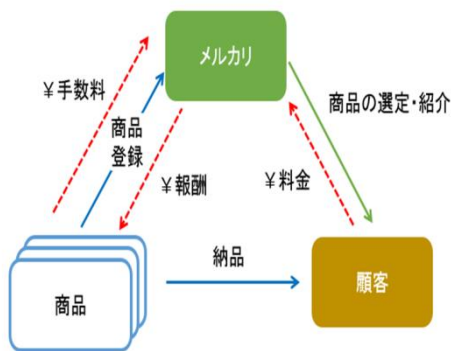 メルカリ
¥手数料
商品の選定・紹介
商品
登録
¥報酬
¥料金
納品
商品
顧客